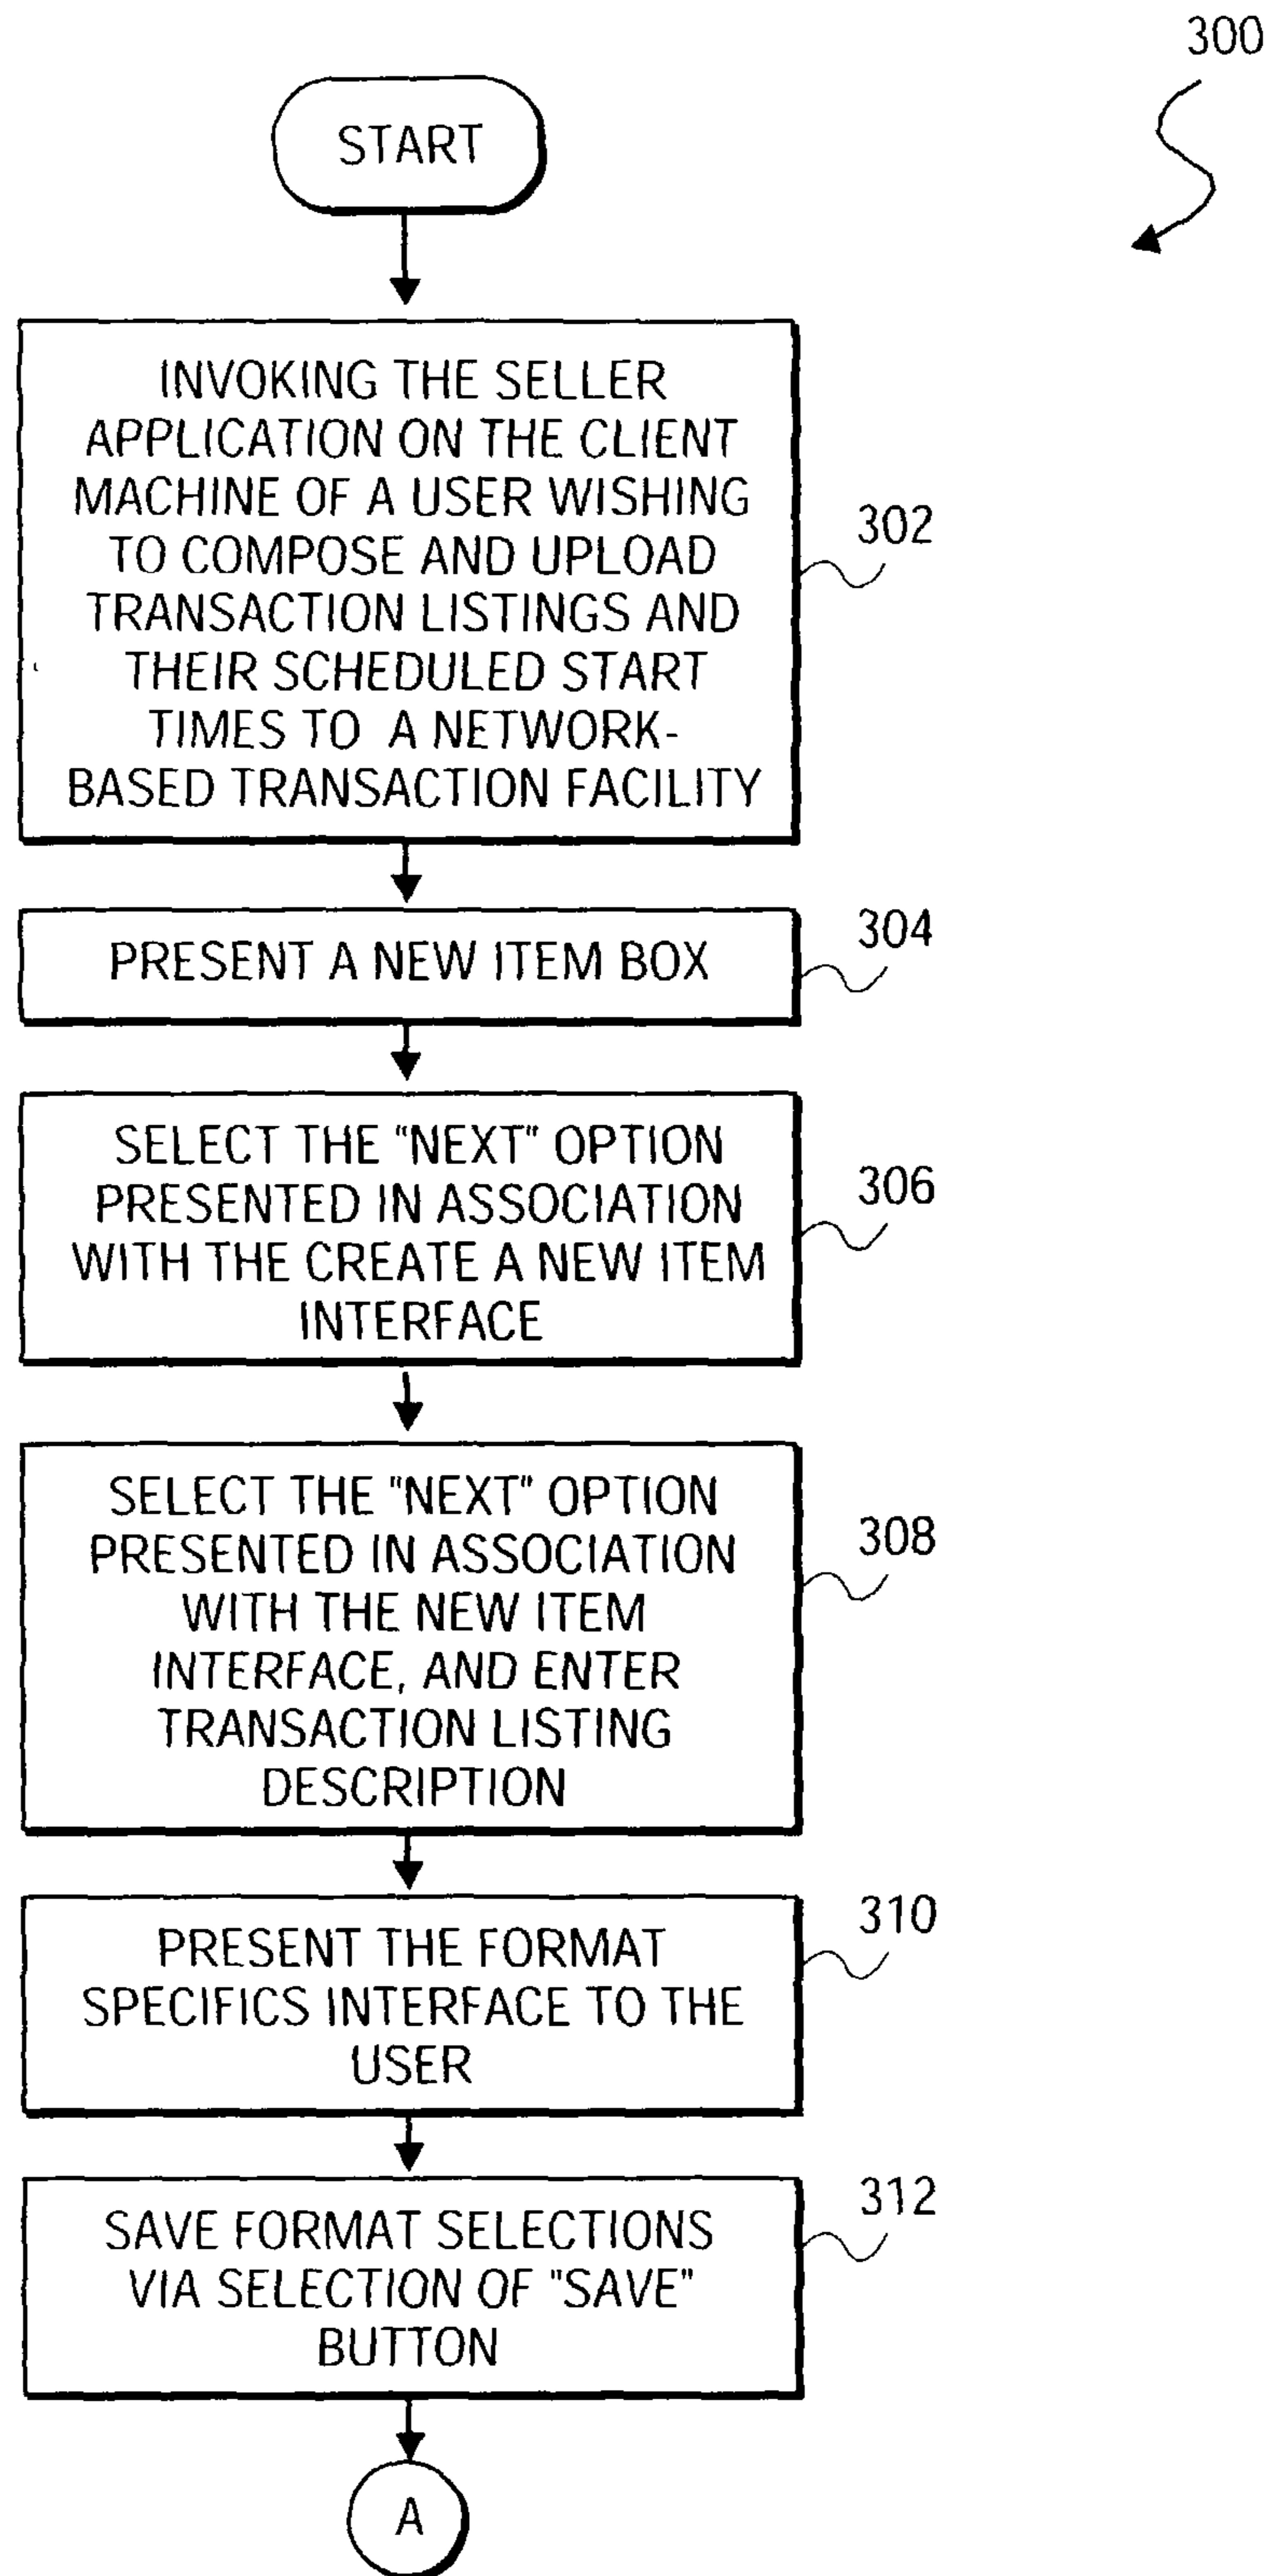 300
START
INVOKING THE SELLER
APPLICATION ON THE CLIENT
MACHINE OF A USER WISHING
TO COMPOSE AND UPLOAD
TRANSACTION LISTINGS AND
THEIR SCHEDULED START
TIMES TO A NETWORK-
BASED TRANSACTION FACILITY
302
PRESENT A NEW ITEM BOX
304
SELECT THE "NEXT" OPTION
PRESENTED IN ASSOCIATION
WITH THE CREATE A NEW ITEM
INTERFACE
306
SELECT THE "NEXT" OPTION
PRESENTED IN ASSOCIATION
WITH THE NEW ITEM
INTERFACE, AND ENTER
TRANSACTION LISTING
DESCRIPTION
308
PRESENT THE FORMAT
SPECIFICS INTERFACE TO THE
USER
310
SAVE FORMAT SELECTIONS
VIA SELECTION OF "SAVE"
BUTTON
312
A